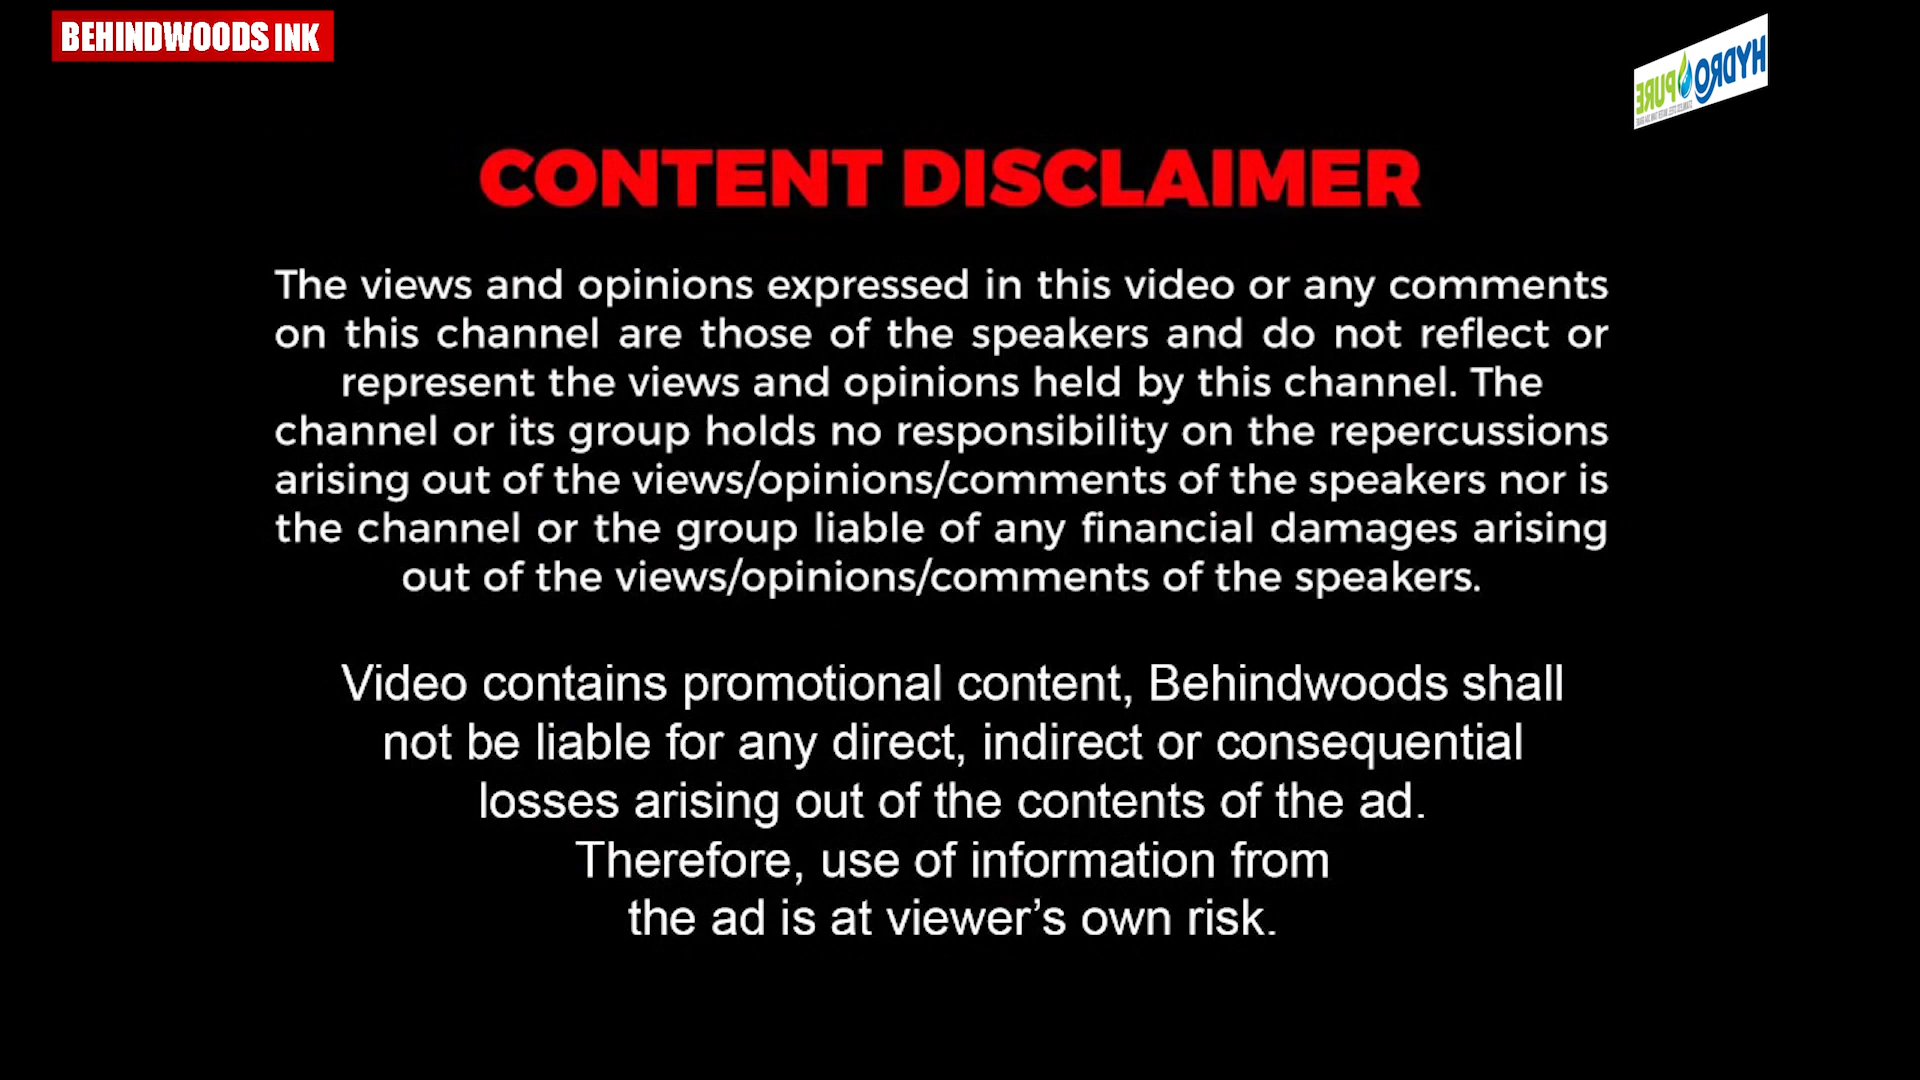 BEHINDWOODS INK
HYDRO PURE
CONTENT DISCLAIMER
The views and opinions expressed in this video or any comments
on this channel are those of the speakers and do not reflect or
represent the views and opinions held by this channel. The
channel or its group holds no responsibility on the repercussions
arising out of the views/opinions/comments of the speakers nor is
the channel or the group liable of any financial damages arising
out of the views/opinions/comments of the speakers.
Video contains promotional content, Behindwoods shall
not be liable for any direct, indirect or consequential
losses arising out of the contents of the ad.
Therefore, use of information from
the ad is at viewer’s own risk.